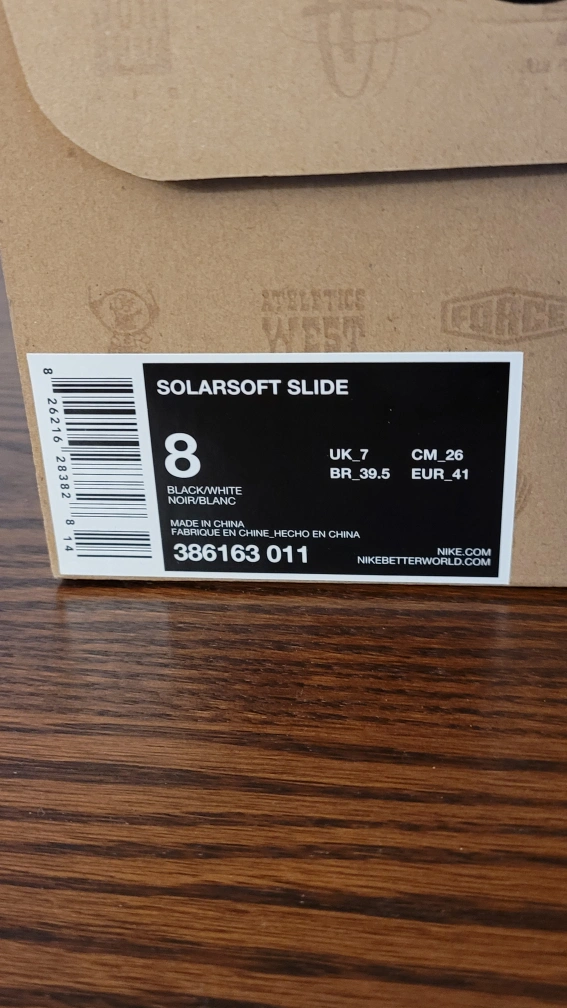 ATHLETICS
WEST
FORCE
SOLARSOFT SLIDE
8
UK_7 CM_26
BR_39.5 EUR_41
BLACK/WHITE
NOIR/BLANC
MADE IN CHINA
FABRIQUE EN CHINE_HECHO EN CHINA
386163 011
NIKE.COM
NIKEBETTERWORLD.COM
8 26216 28382 8 14